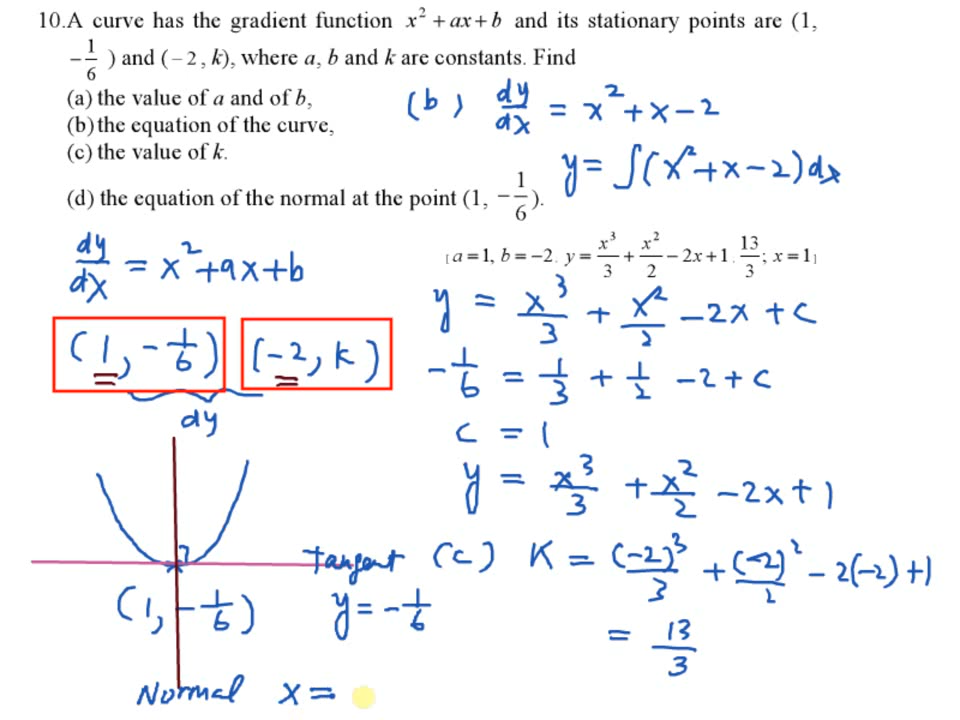 10.A curve has the gradient function x² + ax + b and its stationary points are (1,
-1/6 ) and (–2 , k), where a, b and k are constants. Find
(a) the value of a and of b,
(b) the equation of the curve,
(c) the value of k.
(d) the equation of the normal at the point (1, -1/6).
[ a = 1, b = –2. y = x³/3 + x²/2 – 2x + 1. 13/3; x = 1]
dy/dx = x² + ax + b
(1, -1/6) (-2, k)
dy
(1, -1/6)
tangent
y = -1/6
Normal x =
(b) dy/dx = x² + x - 2
y = ∫(x² + x - 2) dx
y = x³/3 + x²/2 - 2x + c
-1/6 = 1/3 + 1/2 - 2 + c
c = 1
y = x³/3 + x²/2 - 2x + 1
(c) K = (-2)³/3 + (-2)²/2 - 2(-2) + 1
= 13/3